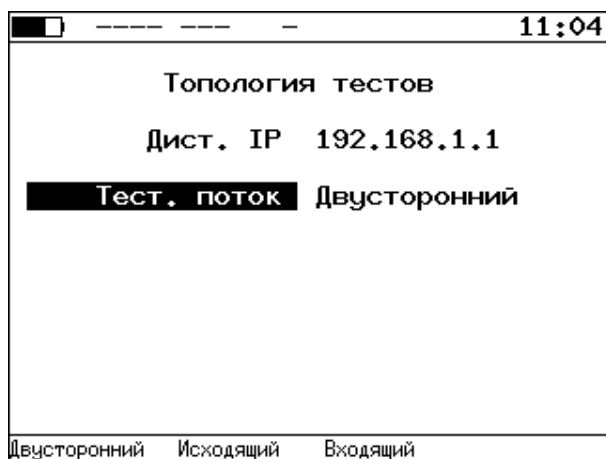 ---- --- - 11:04
Топология тестов
Дист. IP 192.168.1.1
Тест. поток Двусторонний
Двусторонний Исходящий Входящий